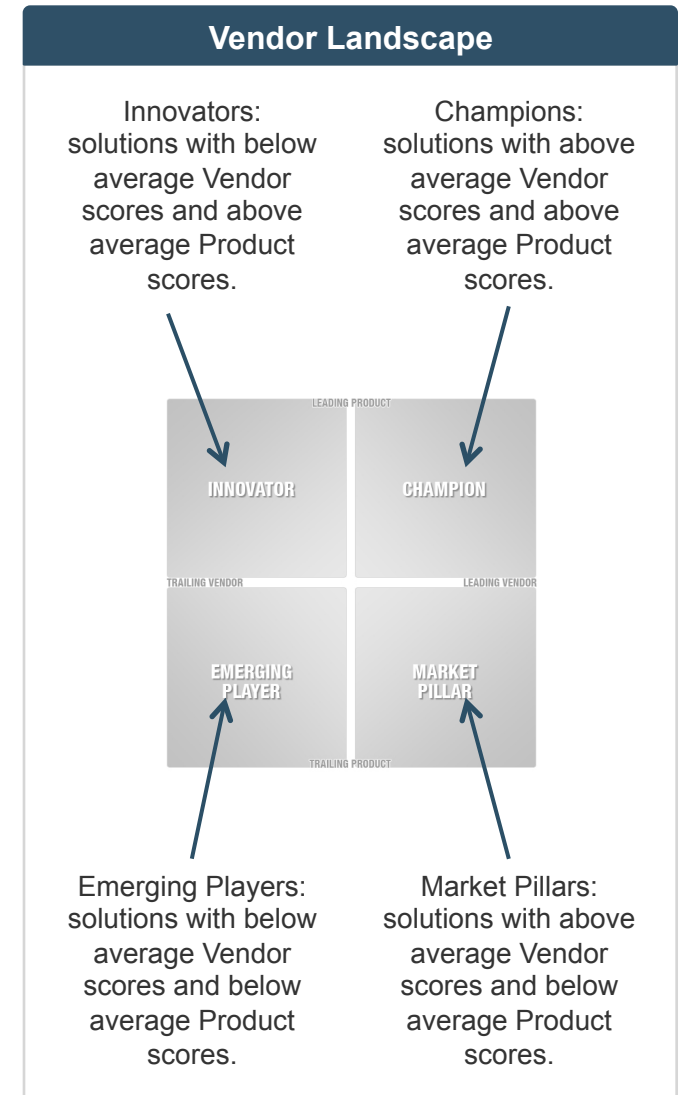 Vendor Landscape
Innovators:
solutions with below
average Vendor
scores and above
average Product
scores.
Champions:
solutions with above
average Vendor
scores and above
average Product
scores.
LEADING PRODUCT
INNOVATOR
CHAMPION
TRAILING VENDOR
LEADING VENDOR
EMERGING
PLAYER
MARKET
PILLAR
TRAILING PRODUCT
Emerging Players:
solutions with below
average Vendor
scores and below
average Product
scores.
Market Pillars:
solutions with above
average Vendor
scores and below
average Product
scores.